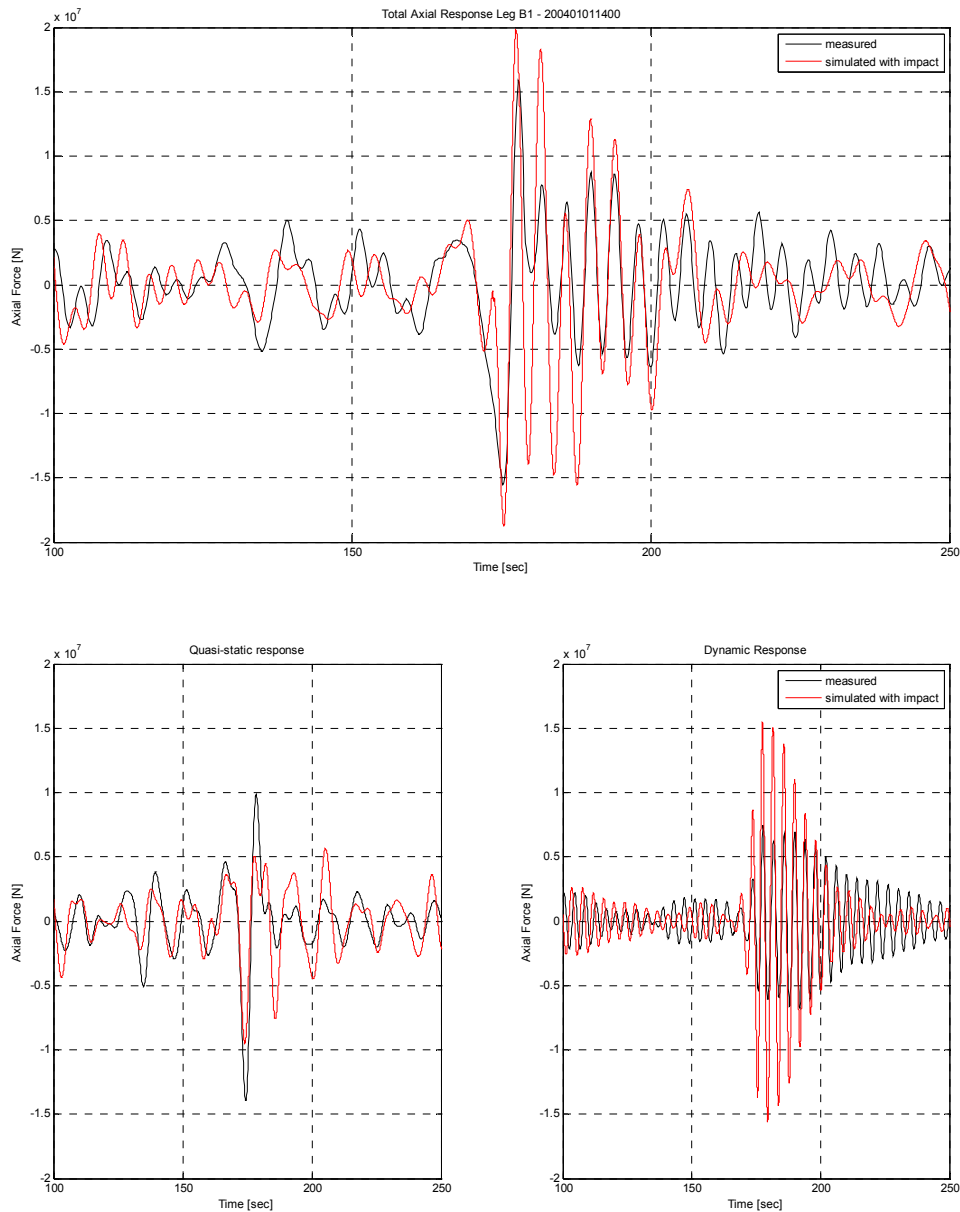 Total Axial Response Leg B1 - 200401011400
x 10^7
2
1.5
1
0.5
0
-0.5
-1
-1.5
-2
Axial Force [N]
measured
simulated with impact
100 150 200 250
Time [sec]
Quasi-static response
x 10^7
2
1.5
1
0.5
0
-0.5
-1
-1.5
-2
Axial Force [N]
100 150 200 250
Time [sec]
Dynamic Response
x 10^7
2
1.5
1
0.5
0
-0.5
-1
-1.5
-2
Axial Force [N]
measured
simulated with impact
100 150 200 250
Time [sec]